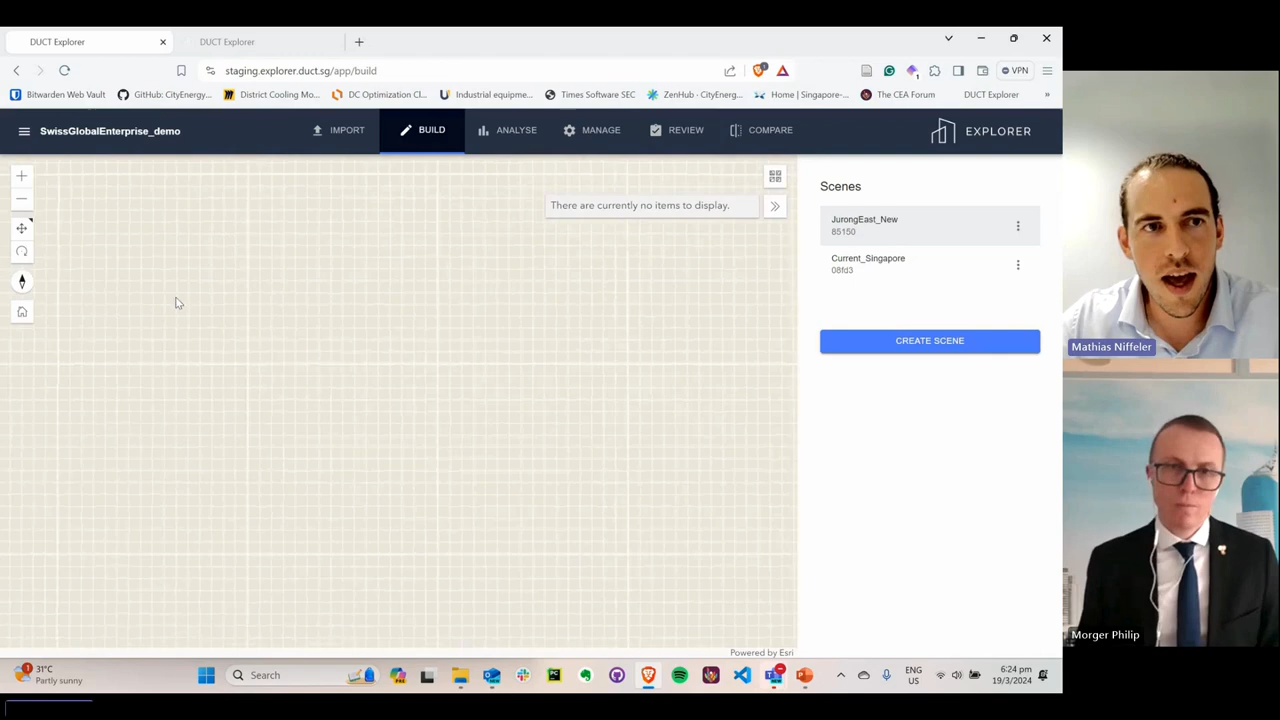 DUCT Explorer
DUCT Explorer
staging.explorer.duct.sg/app/build
1
VPN
Bitwarden Web Vault
GitHub: CityEnergy...
District Cooling Mo...
DC Optimization Cl...
Industrial equipme...
Times Software SEC
ZenHub · CityEnerg...
Home | Singapore-...
The CEA Forum
DUCT Explorer
SwissGlobalEnterprise_demo
IMPORT
BUILD
ANALYSE
MANAGE
REVIEW
COMPARE
EXPLORER
There are currently no items to display.
Scenes
JurongEast_New
85150
Current_Singapore
08fd3
CREATE SCENE
Powered by Esri
Mathias Niffeler
Morger Philip
1
31°C
Partly sunny
Search
ENG
US
6:24 pm
19/3/2024